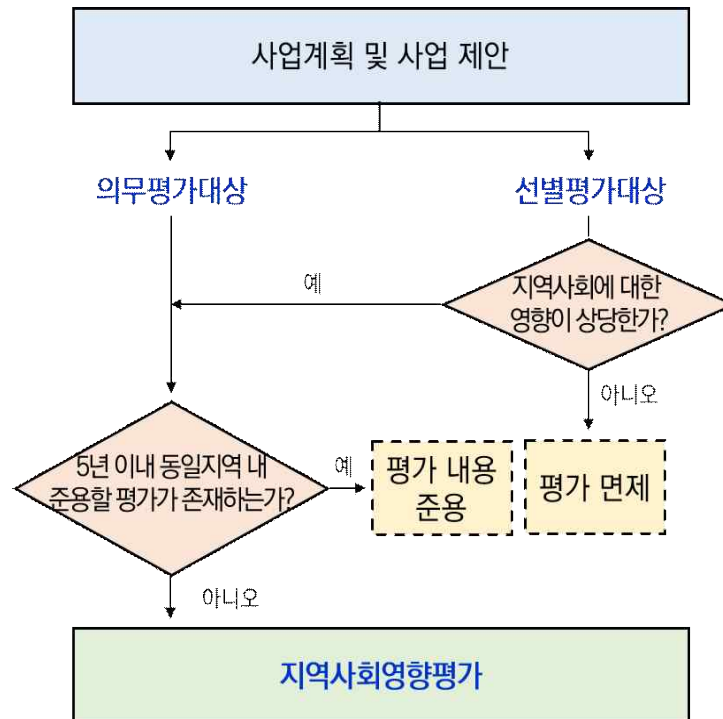 사업계획 및 사업 제안
의무평가대상
선별평가대상
예
지역사회에 대한
영향이 상당한가?
아니오
5년 이내 동일지역 내
준용할 평가가 존재하는가?
예
평가 내용
준용
평가 면제
아니오
지역사회영향평가